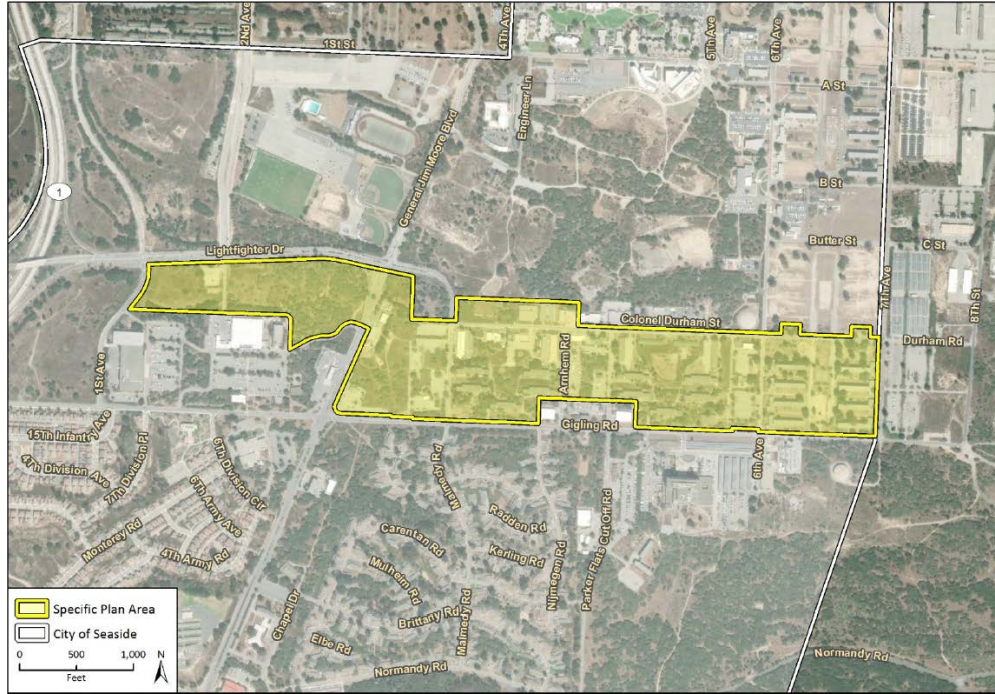 2Nd Ave
1St St
4Th Ave
5Th Ave
6Th Ave
A St
Engineer Ln
General Jim Moore Blvd
1
B St
Lightfighter Dr
Butter St
C St
7Th Ave
8Th St
Colonel Durham St
Durham Rd
Arnhem Rd
1St Ave
Gigling Rd
15Th Infantry Ave
4Th Division Ave
7Th Division Pl
6Th Division Cir
6Th Army Ave
Monterey Rd
4Th Army Rd
Malmedy Rd
6th Ave
Radden Rd
Carentan Rd
Kerling Rd
Mulheim Rd
Nijmegen Rd
Parker Flats Cut Off Rd
Chapel Dr
Brittany Rd
Malmedy Rd
Elbe Rd
Normandy Rd
Normandy Rd
Specific Plan Area
City of Seaside
0 500 1,000 N
Feet